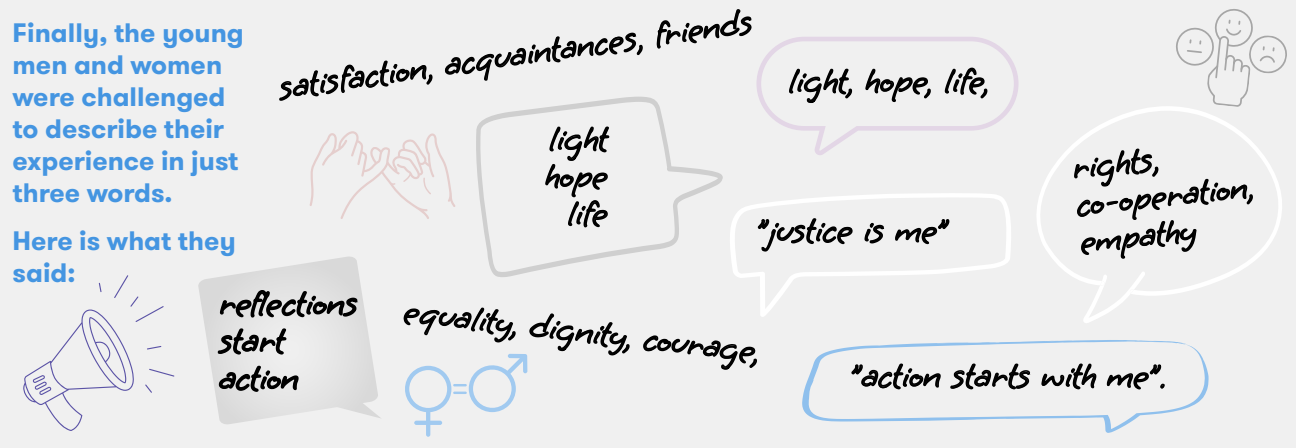 Finally, the young
men and women
were challenged
to describe their
experience in just
three words.
Here is what they
said:
satisfaction, acquaintances, friends
light, hope, life,
light
hope
life
rights,
co-operation,
empathy
"justice is me"
reflections
start
action
equality, dignity, courage,
"action starts with me".